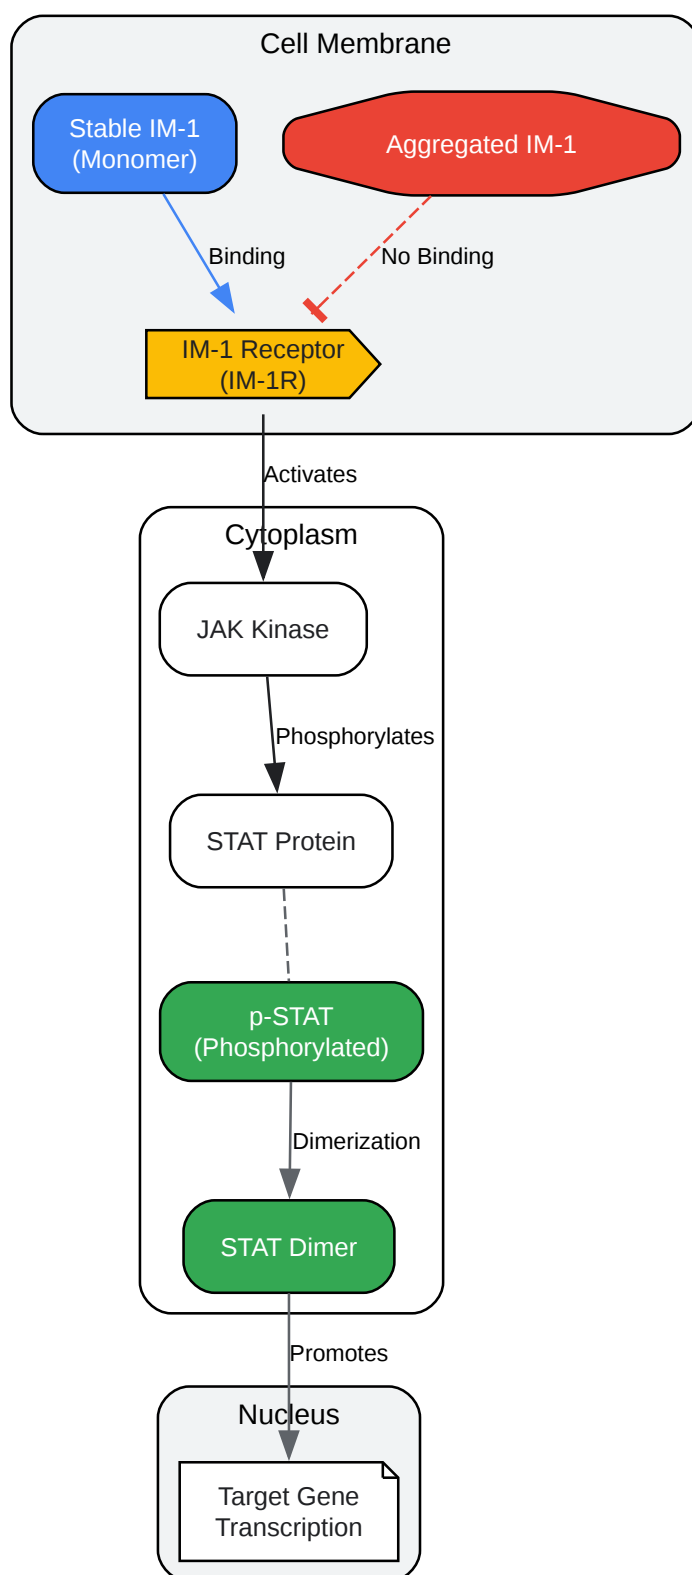 Cell Membrane
Stable IM-1
(Monomer)
Aggregated IM-1
Binding
No Binding
IM-1 Receptor
(IM-1R)
Activates
Cytoplasm
JAK Kinase
Phosphorylates
STAT Protein
p-STAT
(Phosphorylated)
Dimerization
STAT Dimer
Promotes
Nucleus
Target Gene
Transcription